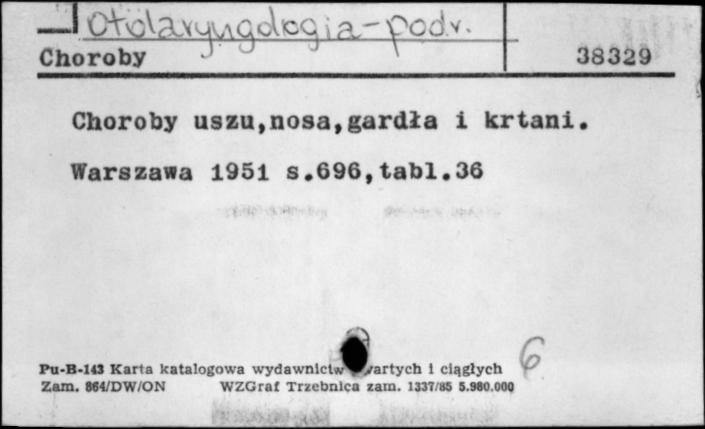 Otolaryngologia-podr.
Choroby 38329
Choroby uszu,nosa,gardła i krtani.
Warszawa 1951 s.696,tabl.36
6
Pu-B-143 Karta katalogowa wydawnictw wartych i ciągłych
Zam. 864/DW/ON WZGraf Trzebnica zam. 1337/85 5.980.000